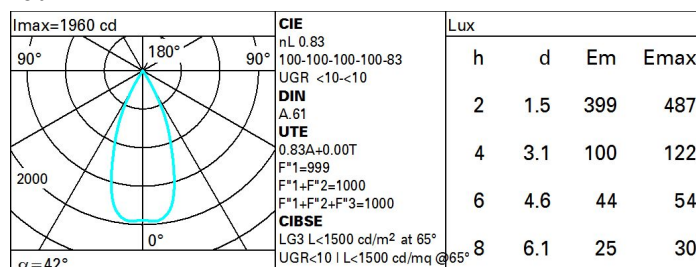 Imax=1960 cd
90°
180°
90°
2000
0°
α=42°
CIE
nL 0.83
100-100-100-100-83
UGR <10-<10
DIN
A.61
UTE
0.83A+0.00T
F"1=999
F"1+F"2=1000
F"1+F"2+F"3=1000
CIBSE
LG3 L<1500 cd/m² at 65°
UGR<10 | L<1500 cd/mq @65°
Lux
h d Em Emax
2 1.5 399 487
4 3.1 100 122
6 4.6 44 54
8 6.1 25 30